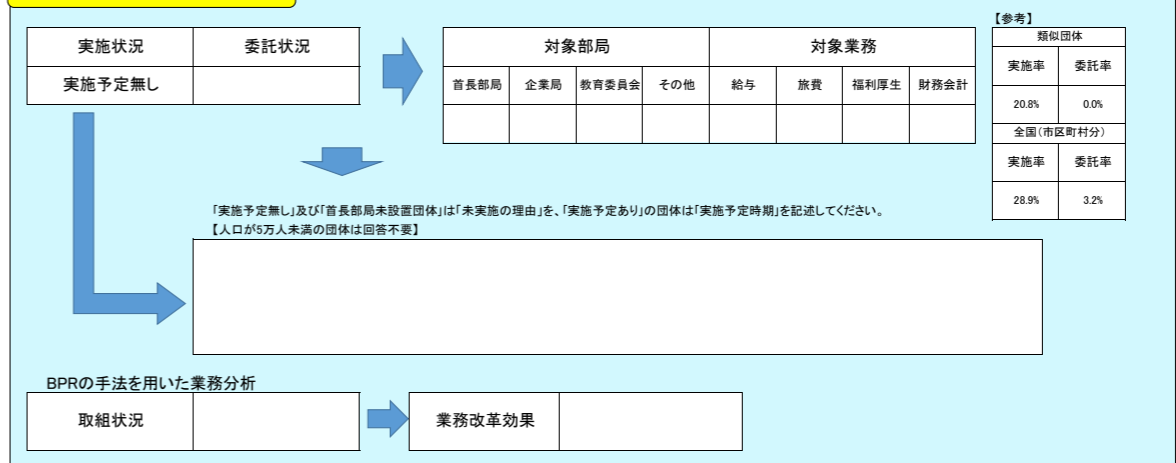 【参考】
実施状況 委託状況
実施予定無し
対象部局 対象業務
首長部局 企業局 教育委員会 その他 給与 旅費 福利厚生 財務会計
類似団体
実施率 委託率
20.8% 0.0%
全国(市区町村分)
実施率 委託率
28.9% 3.2%
「実施予定無し」及び「首長部局未設置団体」は「未実施の理由」を、「実施予定あり」の団体は「実施予定時期」を記述してください。
【人口が5万人未満の団体は回答不要】
BPRの手法を用いた業務分析
取組状況 業務改革効果